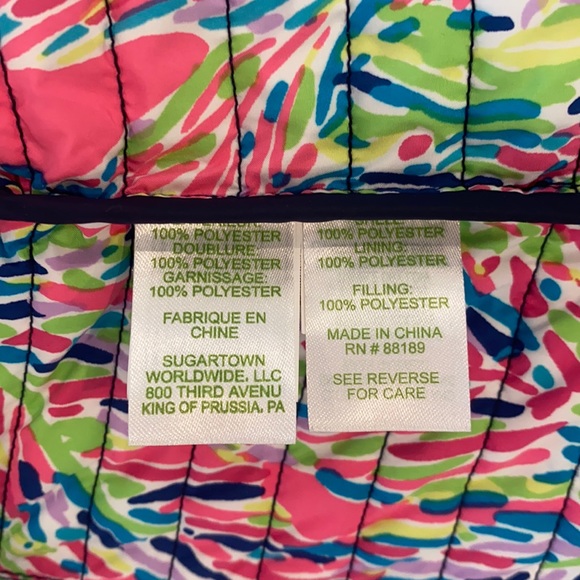 100% POLYESTER
DOUBLURE:
100% POLYESTER
GARNISSAGE:
100% POLYESTER
FABRIQUE EN
CHINE
SUGARTOWN
WORLDWIDE, LLC
800 THIRD AVENU
KING OF PRUSSIA, PA
SHELL:
100% POLYESTER
LINING:
100% POLYESTER
FILLING:
100% POLYESTER
MADE IN CHINA
RN # 88189
SEE REVERSE
FOR CARE